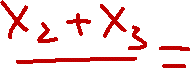 X₂ + X₃ =